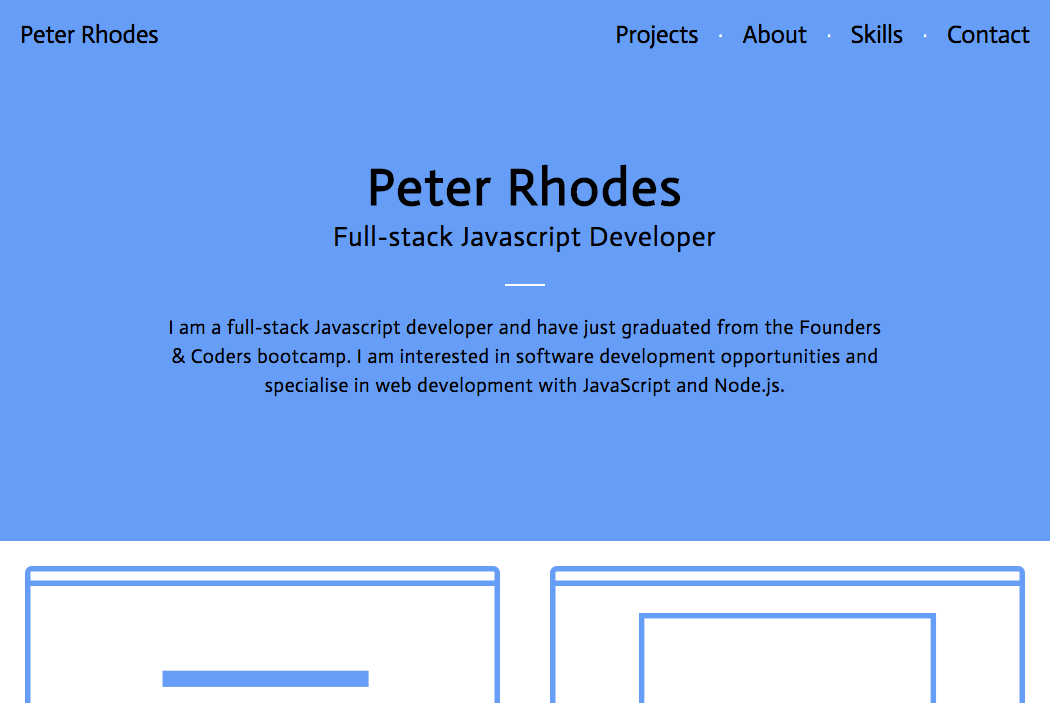 Peter Rhodes
Projects · About · Skills · Contact
Peter Rhodes
Full-stack Javascript Developer
I am a full-stack Javascript developer and have just graduated from the Founders
& Coders bootcamp. I am interested in software development opportunities and
specialise in web development with JavaScript and Node.js.